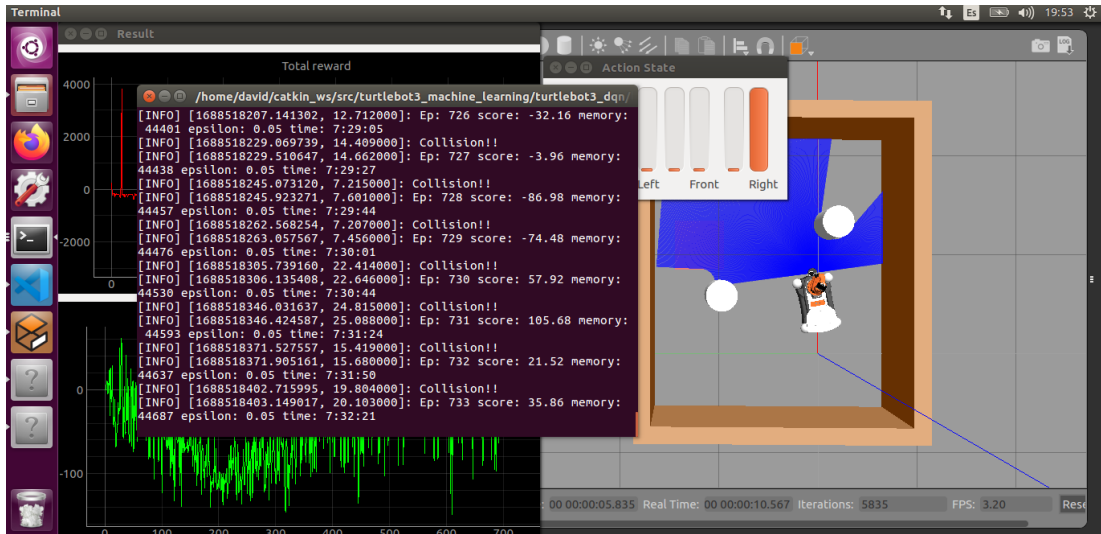 Terminal
Es
19:53
Result
Total reward
4000
2000
0
-2000
0
/home/david/catkin_ws/src/turtlebot3_machine_learning/turtlebot3_dqn/
[INFO] [1688518207.141302, 12.712000]: Ep: 726 score: -32.16 memory:
44401 epsilon: 0.05 time: 7:29:05
[INFO] [1688518229.069739, 14.409000]: Collision!!
[INFO] [1688518229.510647, 14.662000]: Ep: 727 score: -3.96 memory:
44438 epsilon: 0.05 time: 7:29:27
[INFO] [1688518245.073120, 7.215000]: Collision!!
[INFO] [1688518245.923271, 7.601000]: Ep: 728 score: -86.98 memory:
44457 epsilon: 0.05 time: 7:29:44
[INFO] [1688518262.568254, 7.207000]: Collision!!
[INFO] [1688518263.057567, 7.456000]: Ep: 729 score: -74.48 memory:
44476 epsilon: 0.05 time: 7:30:01
[INFO] [1688518305.739160, 22.414000]: Collision!!
[INFO] [1688518306.135408, 22.646000]: Ep: 730 score: 57.92 memory:
44530 epsilon: 0.05 time: 7:30:44
[INFO] [1688518346.031637, 24.815000]: Collision!!
[INFO] [1688518346.424587, 25.088000]: Ep: 731 score: 105.68 memory:
44593 epsilon: 0.05 time: 7:31:24
[INFO] [1688518371.527557, 15.419000]: Collision!!
[INFO] [1688518371.905161, 15.680000]: Ep: 732 score: 21.52 memory:
44637 epsilon: 0.05 time: 7:31:50
[INFO] [1688518402.715995, 19.804000]: Collision!!
[INFO] [1688518403.149017, 20.103000]: Ep: 733 score: 35.86 memory:
44687 epsilon: 0.05 time: 7:32:21
Action State
Left Front Right
LOG
0
-100
0 100 200 300 400 500 600 700
00 00:00:05.835 Real Time: 00 00:00:10.567 Iterations: 5835 FPS: 3.20 Rese